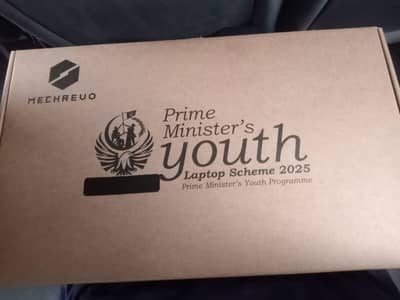 MECHREVO
Prime
Minister's
youth
Laptop Scheme 2025
Prime Minister's Youth Programme